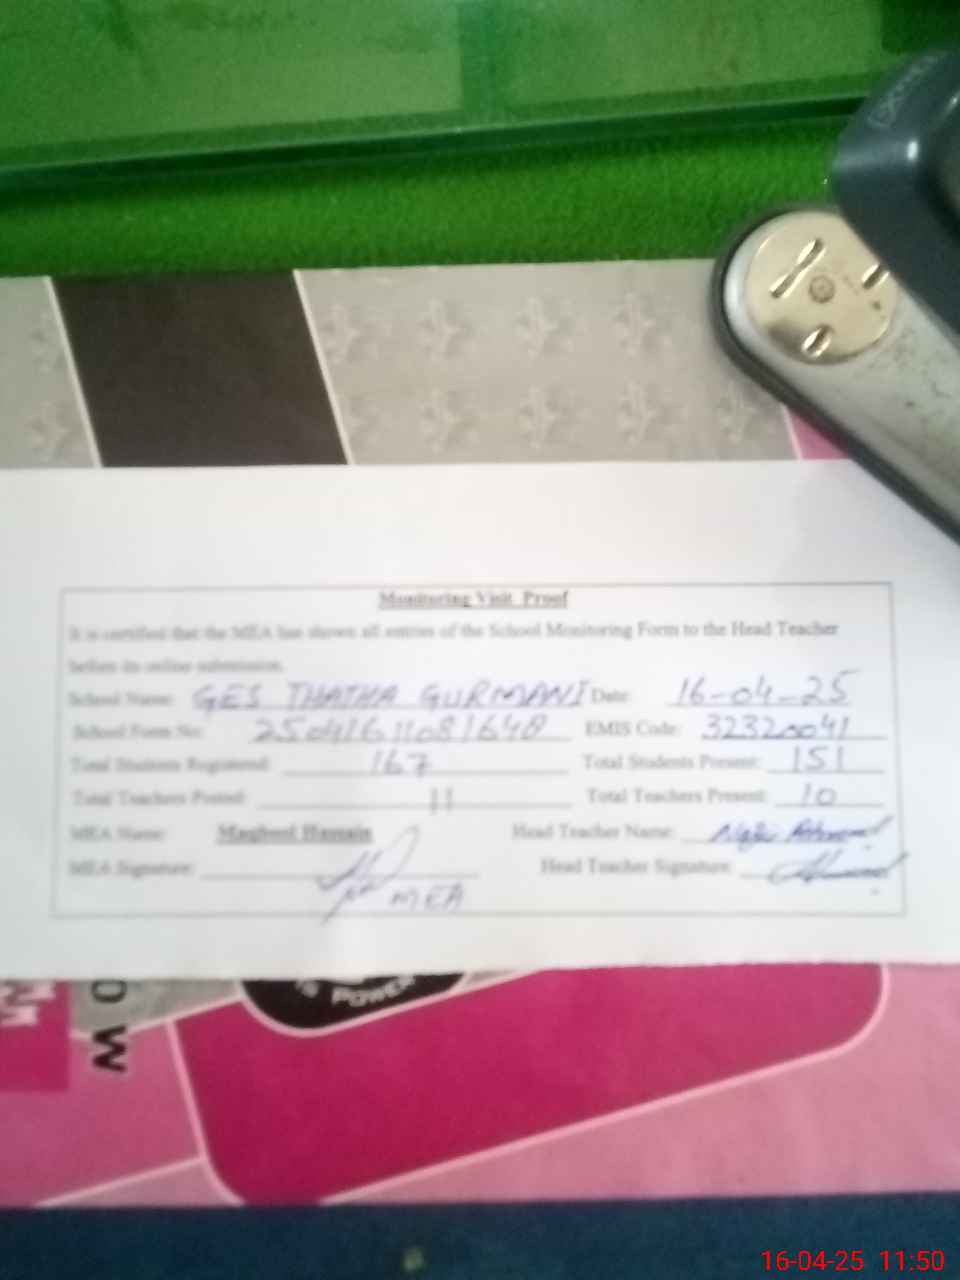 Monitoring Visit Proof
It is certified that the MEA has shown all entries of the School Monitoring Form to the Head Teacher
before its online submission.
School Name: GES THATHA GURMANI Date: 16-04-25
School Form No: 25041611081648 EMIS Code: 32320041
Total Students Registered: 167 Total Students Present: 151
Total Teachers Posted: 11 Total Teachers Present: 10
MEA Name: Maqbool Hussain Head Teacher Name:
MEA Signature: Head Teacher Signature:
MEA
POWER
OW
16-04-25 11:50